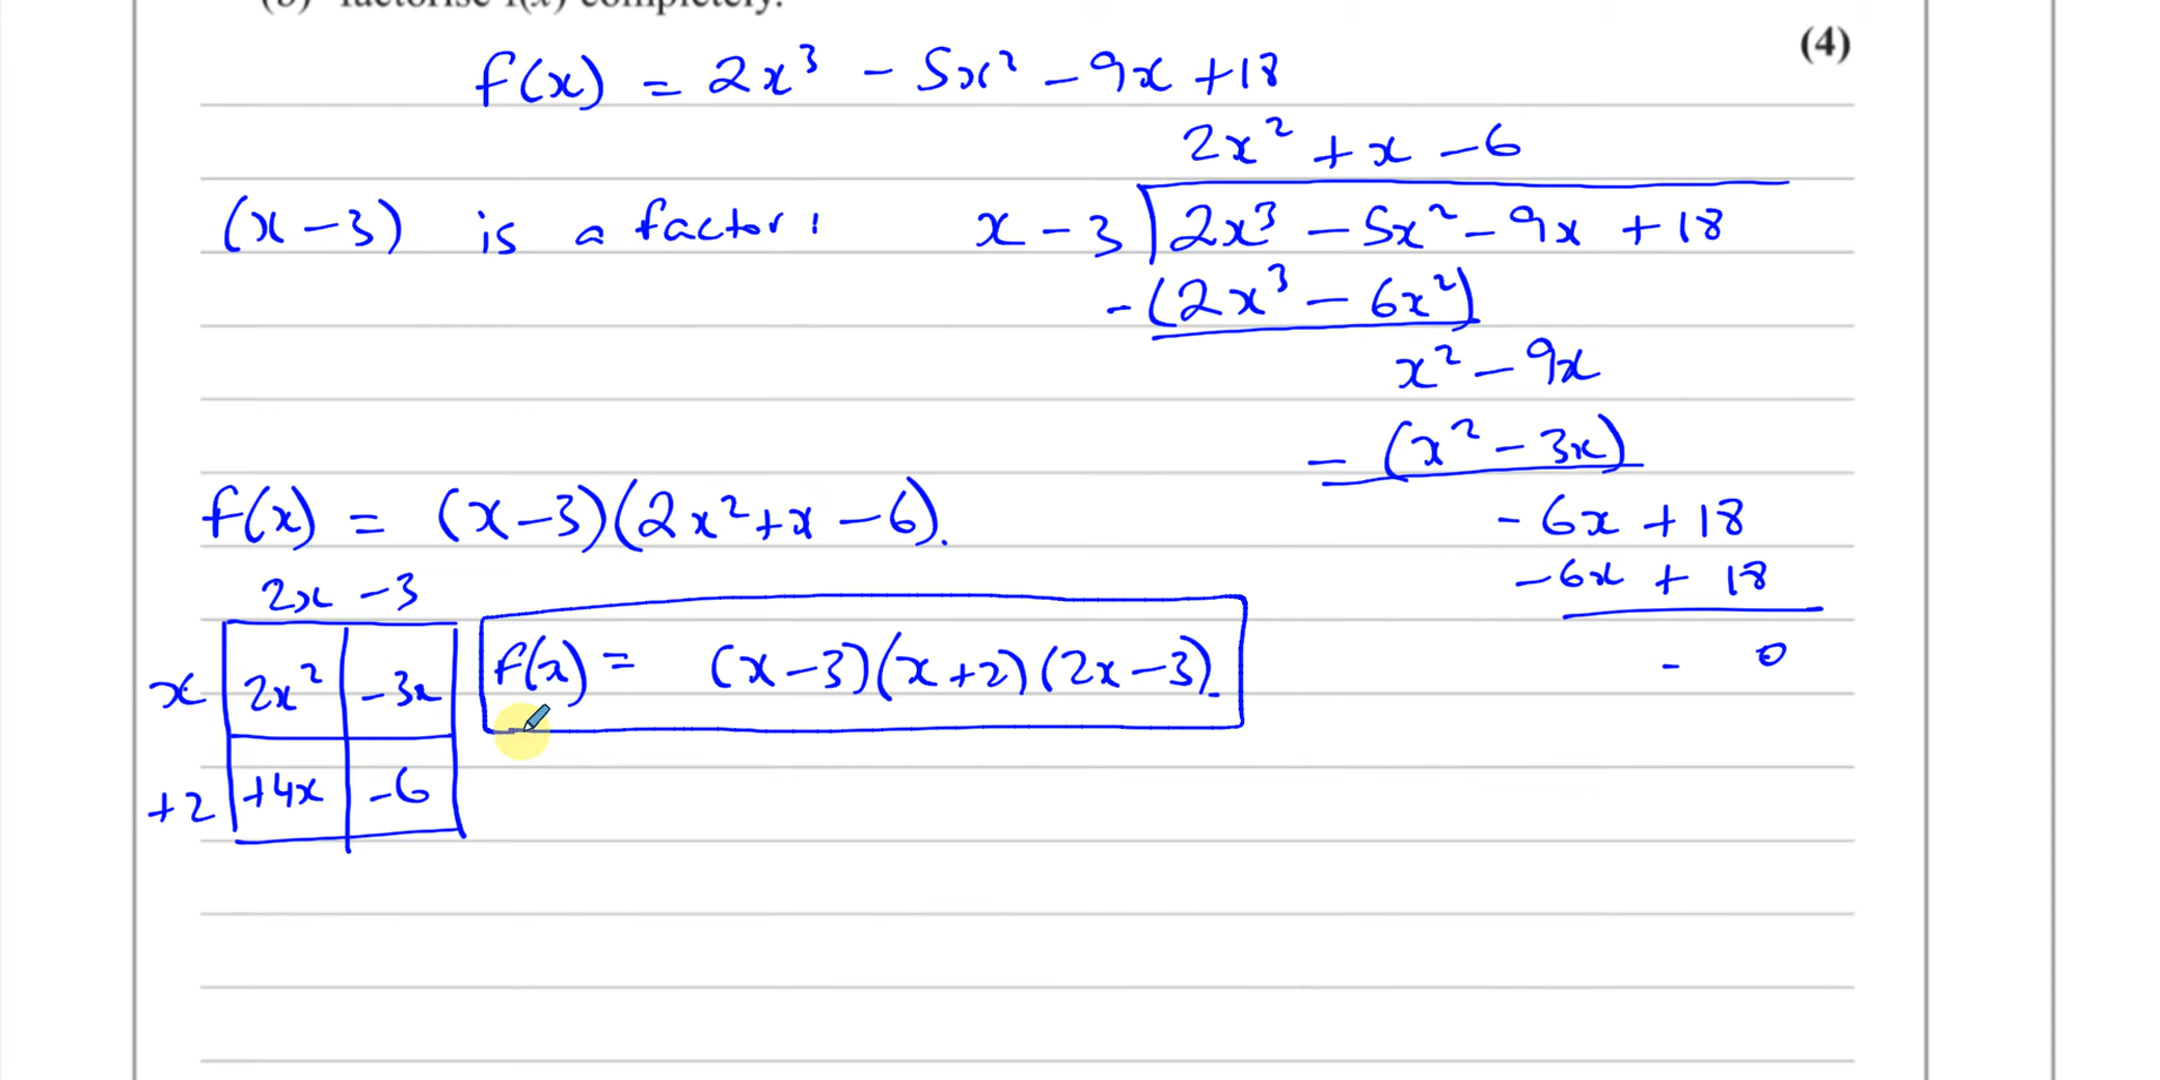 (b) factorise f(x) completely.
(4)
f(x) = 2x³ - 5x² - 9x + 18
2x² + x - 6
(x - 3) is a factor:
x - 3 | 2x³ - 5x² - 9x + 18
-(2x³ - 6x²)
x² - 9x
- (x² - 3x)
- 6x + 18
- 6x + 18
- 0
f(x) = (x-3)(2x²+x-6).
2x -3
x 2x² -3x
+2 +4x -6
f(x) = (x-3)(x+2)(2x-3).